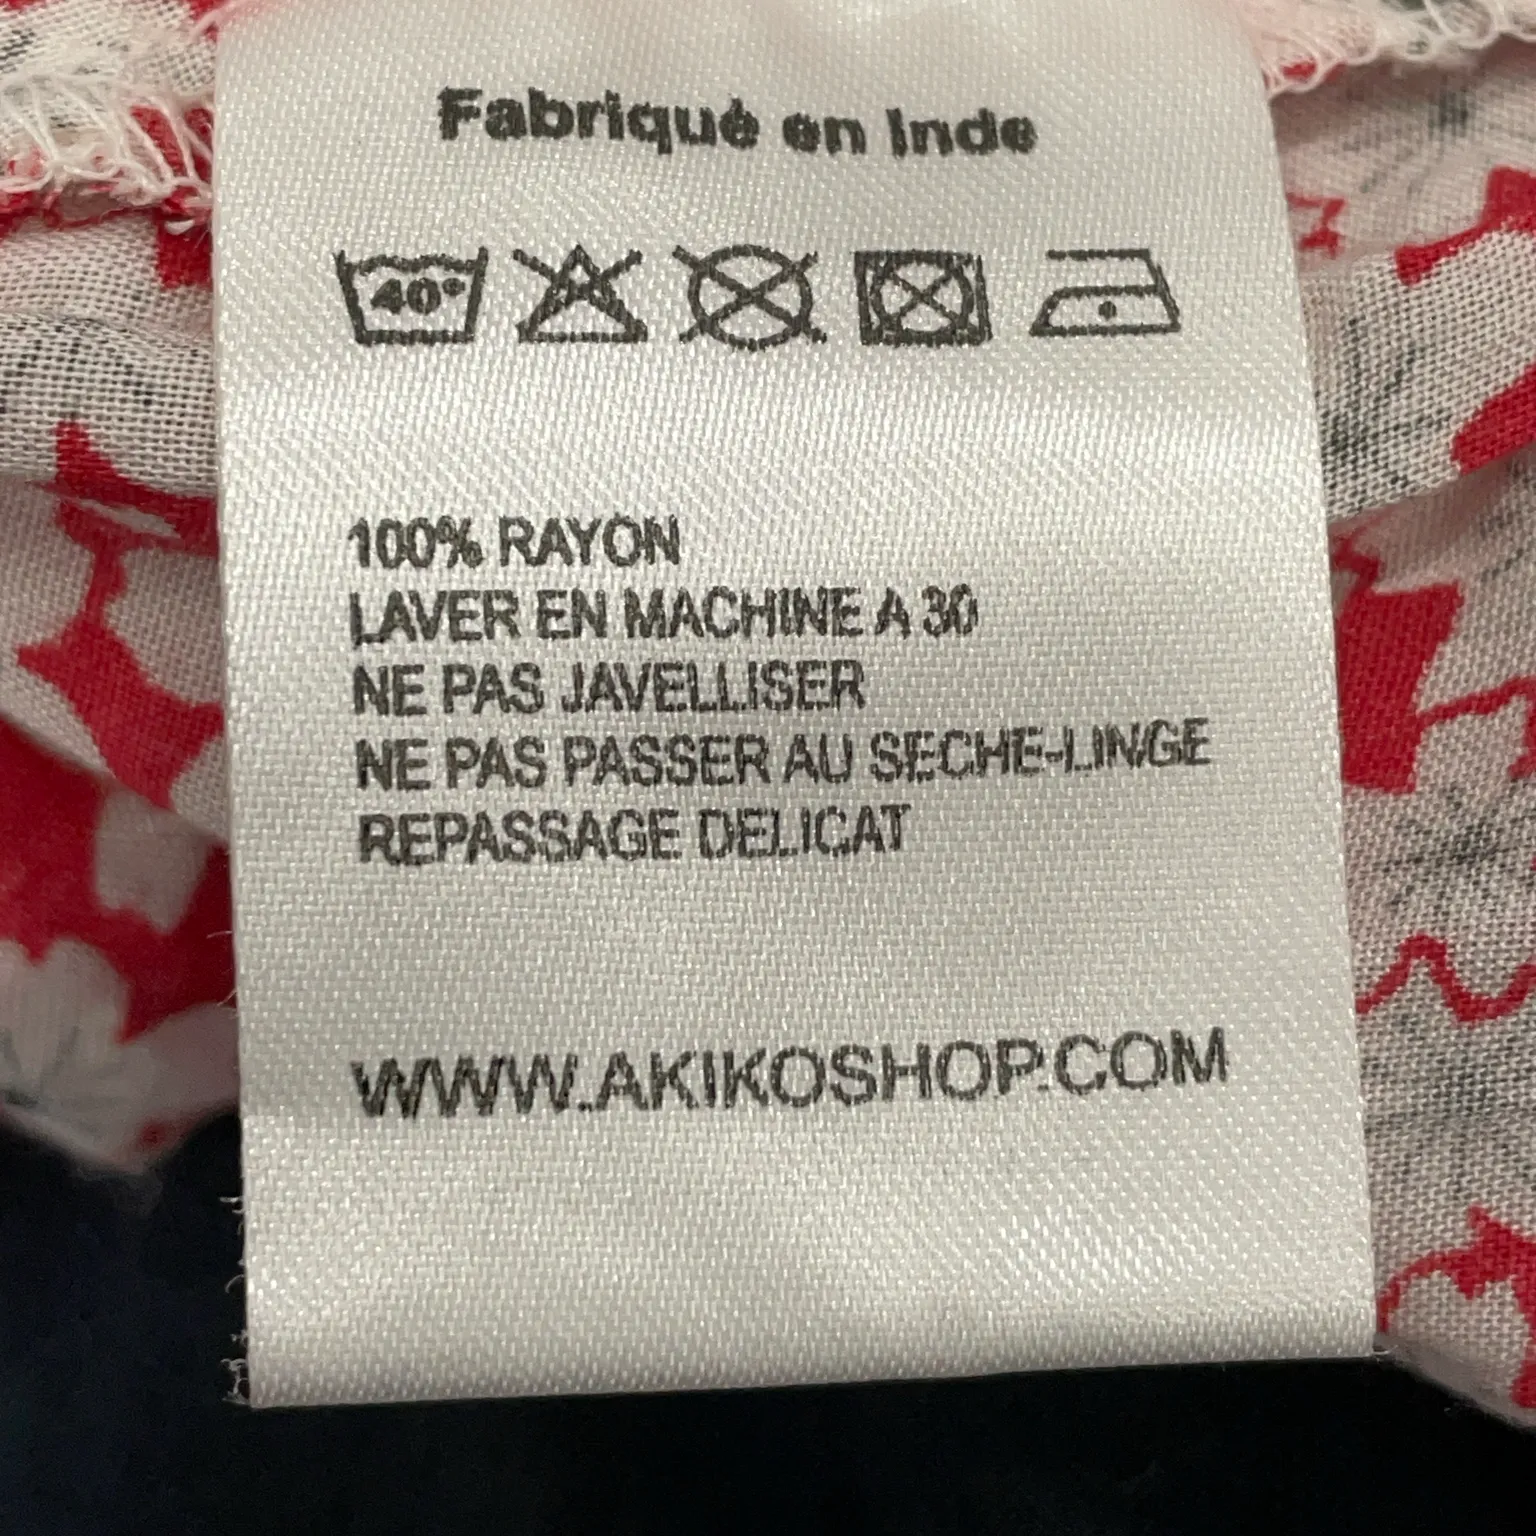 Fabriqué en Inde
40°
100% RAYON
LAVER EN MACHINE A 30
NE PAS JAVELLISER
NE PAS PASSER AU SECHE-LINGE
REPASSAGE DELICAT
WWW.AKIKOSHOP.COM